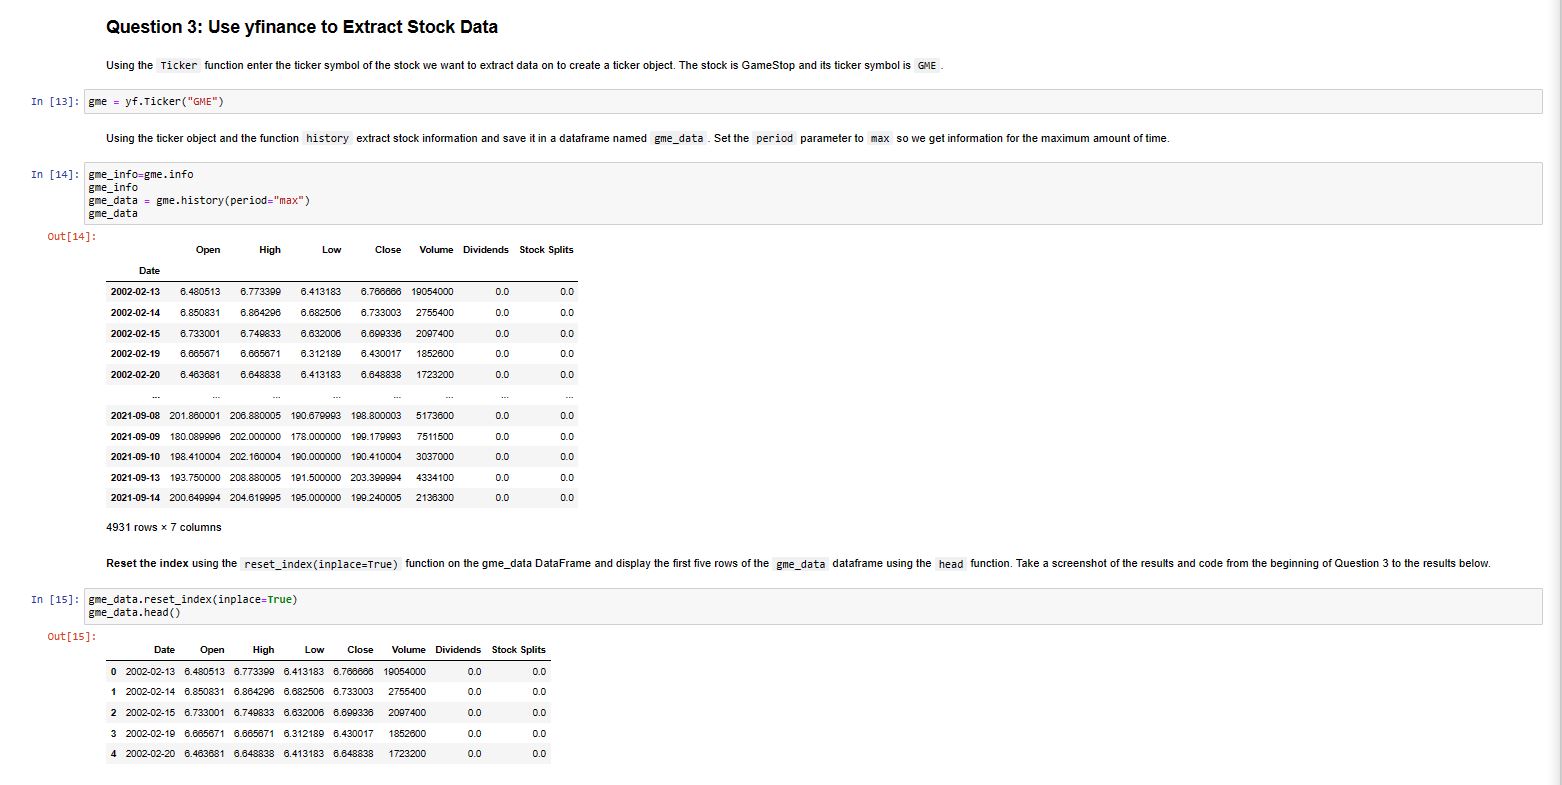 Question 3: Use yfinance to Extract Stock Data
Using the Ticker function enter the ticker symbol of the stock we want to extract data on to create a ticker object. The stock is GameStop and its ticker symbol is GME .
In [13]: gme = yf.Ticker("GME")
Using the ticker object and the function history extract stock information and save it in a dataframe named gme_data . Set the period parameter to max so we get information for the maximum amount of time.
In [14]: gme_info=gme.info
gme_info
gme_data = gme.history(period="max")
gme_data
Out[14]:
Open High Low Close Volume Dividends Stock Splits
Date
2002-02-13 6.480513 6.773399 6.413183 6.766666 19054000 0.0 0.0
2002-02-14 6.850831 6.864296 6.682506 6.733003 2755400 0.0 0.0
2002-02-15 6.733001 6.749833 6.632006 6.699336 2097400 0.0 0.0
2002-02-19 6.665671 6.665671 6.312189 6.430017 1852600 0.0 0.0
2002-02-20 6.463681 6.648838 6.413183 6.648838 1723200 0.0 0.0
... ... ... ... ... ... ... ...
2021-09-08 201.860001 206.880005 190.679993 198.800003 5173600 0.0 0.0
2021-09-09 180.089996 202.000000 178.000000 199.179993 7511500 0.0 0.0
2021-09-10 198.410004 202.160004 190.000000 190.410004 3037000 0.0 0.0
2021-09-13 193.750000 208.880005 191.500000 203.399994 4334100 0.0 0.0
2021-09-14 200.649994 204.619995 195.000000 199.240005 2136300 0.0 0.0
4931 rows × 7 columns
Reset the index using the reset_index(inplace=True) function on the gme_data DataFrame and display the first five rows of the gme_data dataframe using the head function. Take a screenshot of the results and code from the beginning of Question 3 to the results below.
In [15]: gme_data.reset_index(inplace=True)
gme_data.head()
Out[15]:
Date Open High Low Close Volume Dividends Stock Splits
0 2002-02-13 6.480513 6.773399 6.413183 6.766666 19054000 0.0 0.0
1 2002-02-14 6.850831 6.864296 6.682506 6.733003 2755400 0.0 0.0
2 2002-02-15 6.733001 6.749833 6.632006 6.699336 2097400 0.0 0.0
3 2002-02-19 6.665671 6.665671 6.312189 6.430017 1852600 0.0 0.0
4 2002-02-20 6.463681 6.648838 6.413183 6.648838 1723200 0.0 0.0